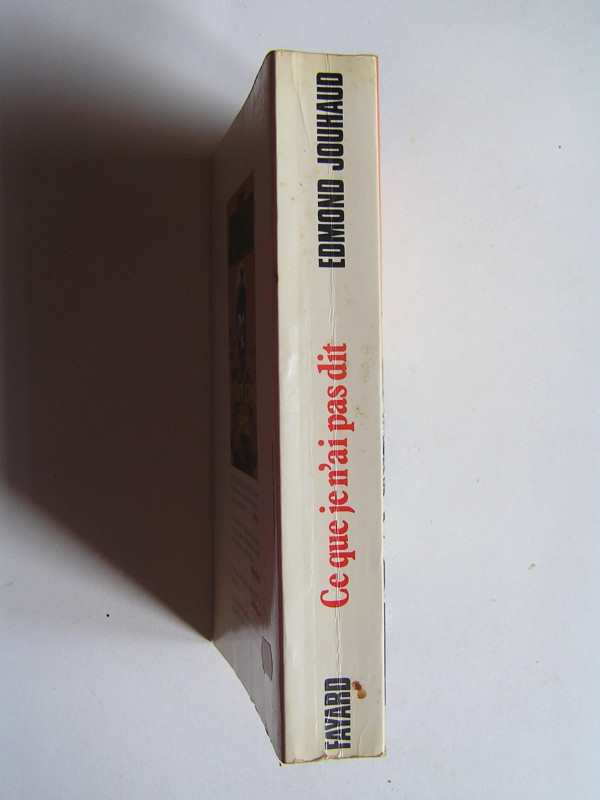 EDMOND JOUHAUD
Ce que je n'ai pas dit
FAYARD